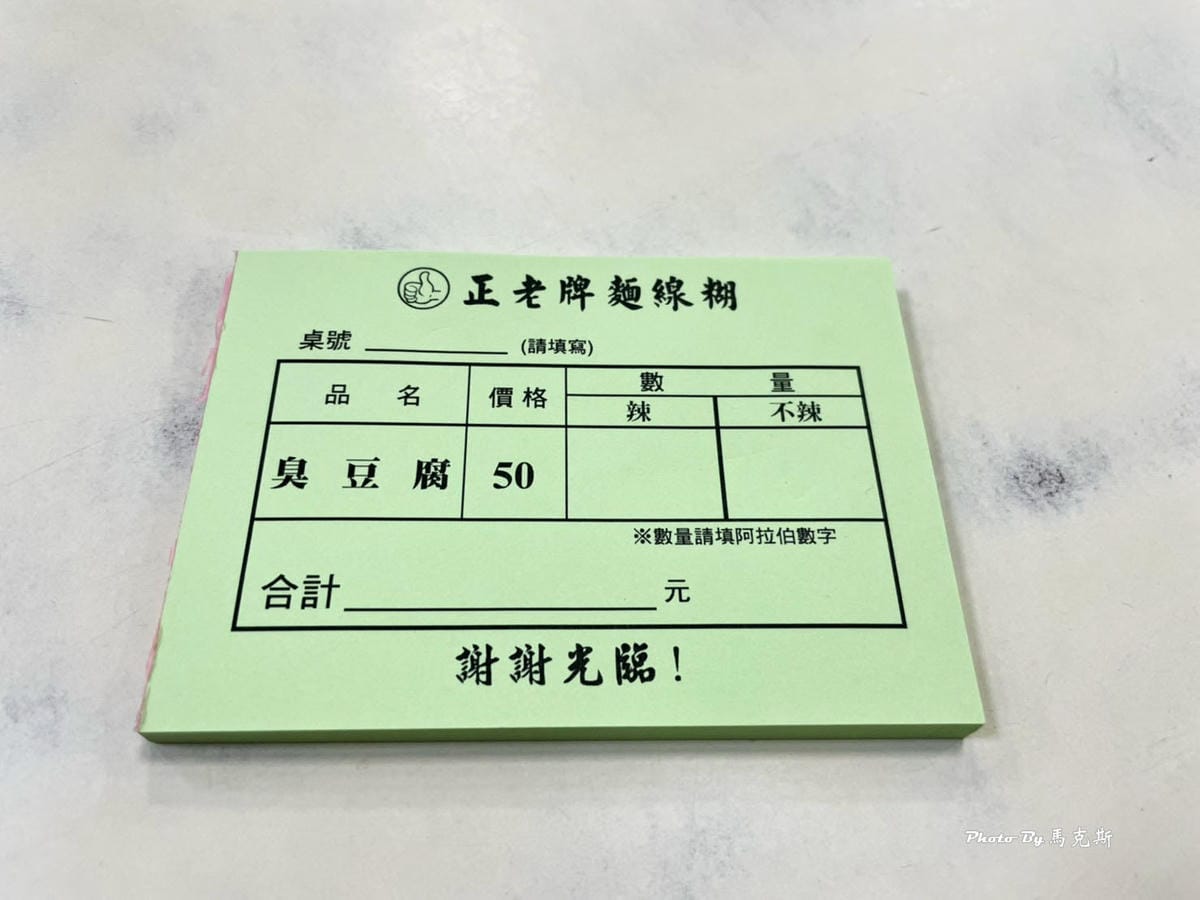 正老牌麵線糊
桌號 ________ (請填寫)
品名 價格 數量
辣 不辣
臭豆腐 50
※數量請填阿拉伯數字
合計 ________ 元
謝謝光臨！
Photo By 馬克斯